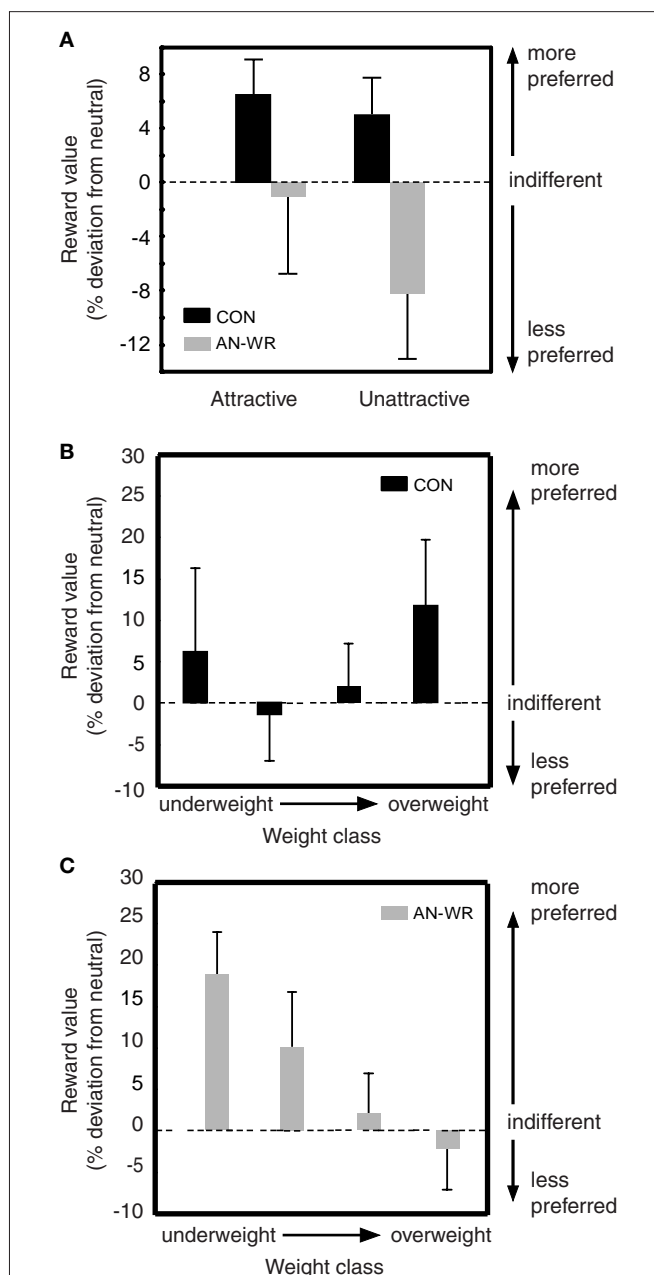 A
Reward value
(% deviation from neutral)
8
4
0
-4
-8
-12
CON
AN-WR
Attractive Unattractive
more
preferred
indifferent
less
preferred
B
Reward value
(% deviation from neutral)
30
25
20
15
10
5
0
-5
-10
CON
underweight overweight
Weight class
more
preferred
indifferent
less
preferred
C
Reward value
(% deviation from neutral)
30
25
20
15
10
5
0
-5
-10
AN-WR
underweight overweight
Weight class
more
preferred
indifferent
less
preferred